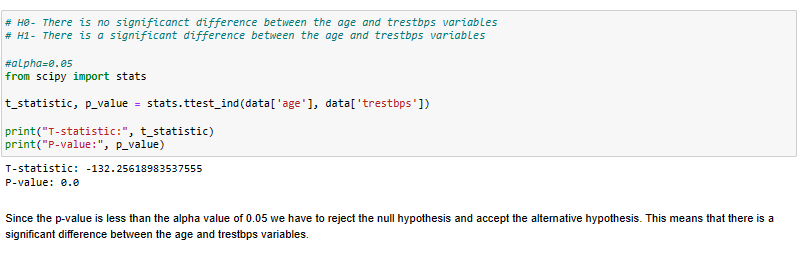 # H0- There is no significanct difference between the age and trestbps variables
# H1- There is a significant difference between the age and trestbps variables
#alpha=0.05
from scipy import stats
t_statistic, p_value = stats.ttest_ind(data['age'], data['trestbps'])
print("T-statistic:", t_statistic)
print("P-value:", p_value)
T-statistic: -132.25618983537555
P-value: 0.0
Since the p-value is less than the alpha value of 0.05 we have to reject the null hypothesis and accept the alternative hypothesis. This means that there is a
significant difference between the age and trestbps variables.